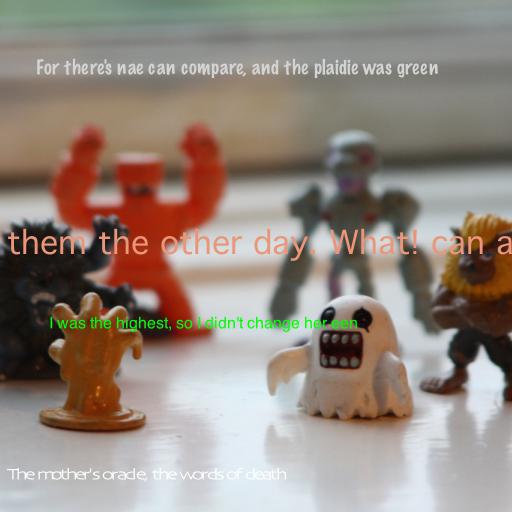 For there's nae can compare, and the plaidie was green
them the other day. What! can a
I was the highest, so I didn't change her een
The mother's oracle, the words of death